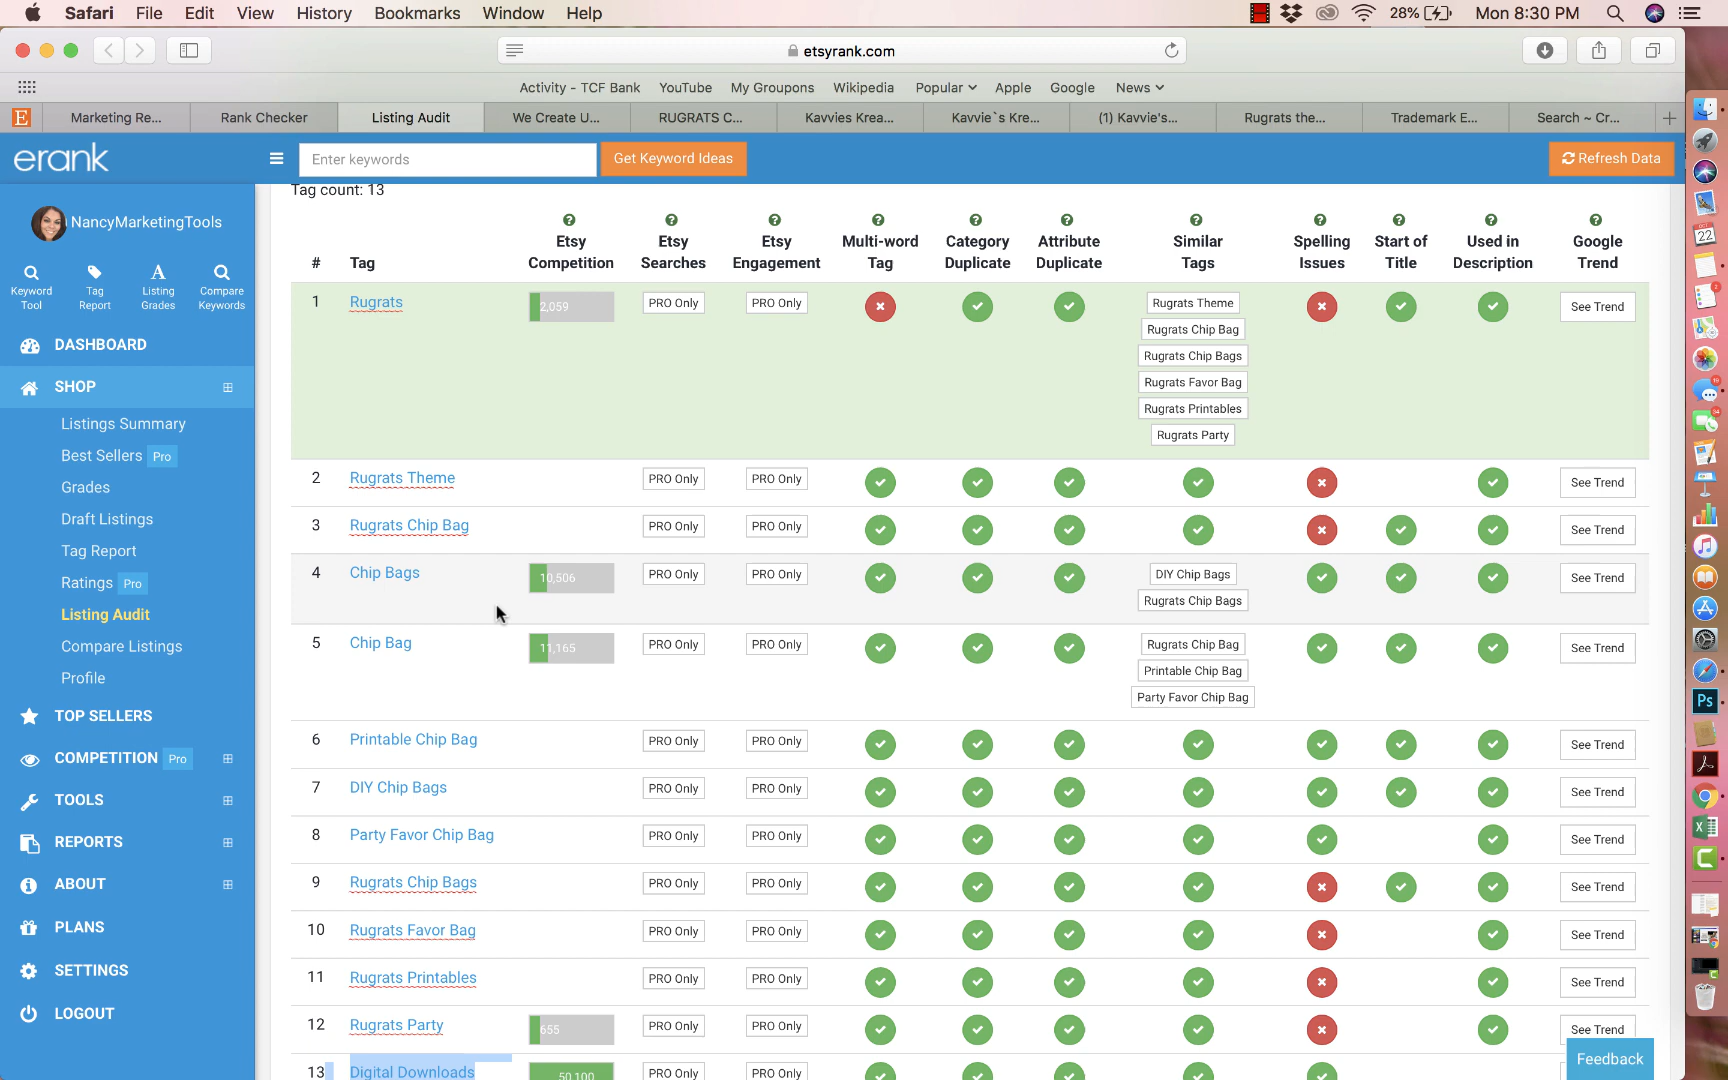 Safari File Edit View History Bookmarks Window Help 28% Mon 8:30 PM
etsyrank.com
Activity - TCF Bank YouTube My Groupons Wikipedia Popular Apple Google News
Marketing Re... Rank Checker Listing Audit We Create U... RUGRATS C... Kavvies Krea... Kavvie`s Kre... (1) Kavvie's... Rugrats the... Trademark E... Search ~ Cr...
erank Enter keywords Get Keyword Ideas Refresh Data
NancyMarketingTools
Keyword Tool
Tag Report
Listing Grades
Compare Keywords
DASHBOARD
SHOP
Listings Summary
Best Sellers Pro
Grades
Draft Listings
Tag Report
Ratings Pro
Listing Audit
Compare Listings
Profile
TOP SELLERS
COMPETITION Pro
TOOLS
REPORTS
ABOUT
PLANS
SETTINGS
LOGOUT
Tag count: 13
# Tag Etsy Competition Etsy Searches Etsy Engagement Multi-word Tag Category Duplicate Attribute Duplicate Similar Tags Spelling Issues Start of Title Used in Description Google Trend
1 Rugrats 2,059 PRO Only PRO Only Rugrats Theme See Trend
Rugrats Chip Bag
Rugrats Chip Bags
Rugrats Favor Bag
Rugrats Printables
Rugrats Party
2 Rugrats Theme PRO Only PRO Only See Trend
3 Rugrats Chip Bag PRO Only PRO Only See Trend
4 Chip Bags 10,506 PRO Only PRO Only DIY Chip Bags See Trend
Rugrats Chip Bags
5 Chip Bag 11,165 PRO Only PRO Only Rugrats Chip Bag See Trend
Printable Chip Bag
Party Favor Chip Bag
6 Printable Chip Bag PRO Only PRO Only See Trend
7 DIY Chip Bags PRO Only PRO Only See Trend
8 Party Favor Chip Bag PRO Only PRO Only See Trend
9 Rugrats Chip Bags PRO Only PRO Only See Trend
10 Rugrats Favor Bag PRO Only PRO Only See Trend
11 Rugrats Printables PRO Only PRO Only See Trend
12 Rugrats Party 655 PRO Only PRO Only See Trend
13 Digital Downloads 50,100 PRO Only PRO Only
Feedback